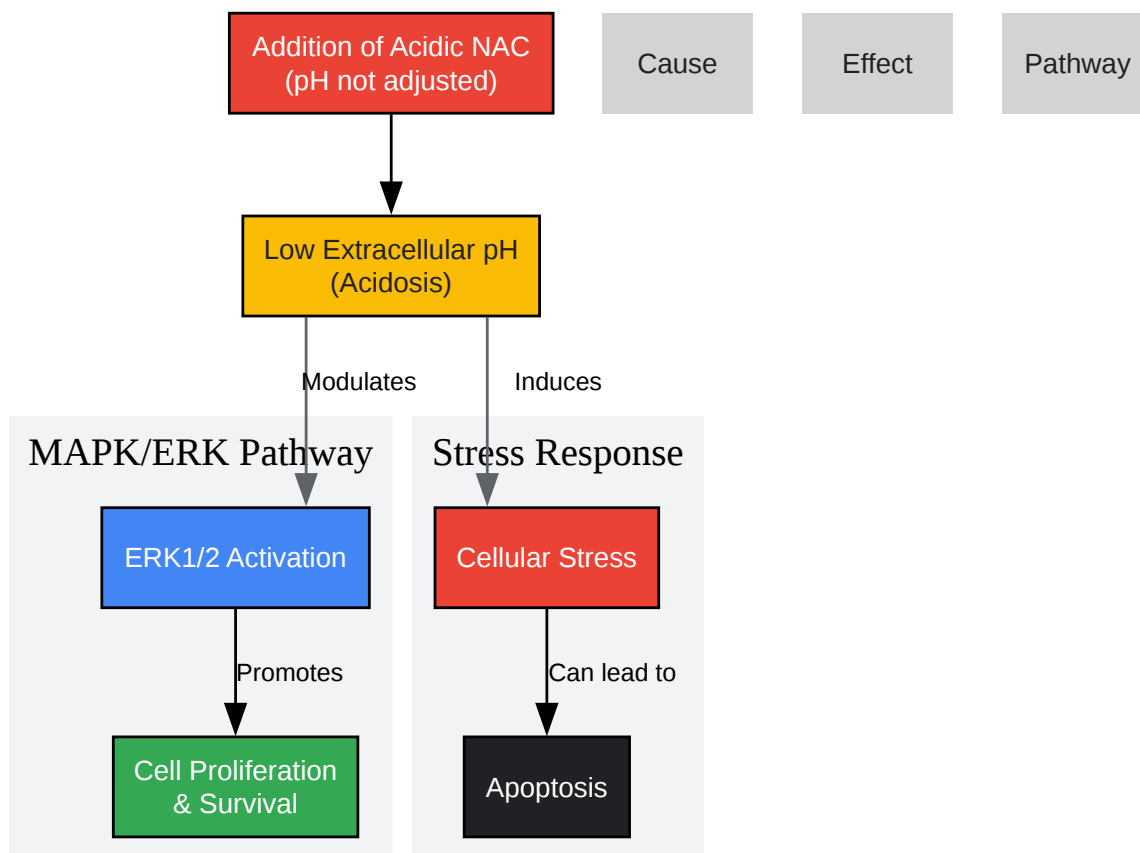 Addition of Acidic NAC
(pH not adjusted)
Cause
Effect
Pathway
Low Extracellular pH
(Acidosis)
Modulates
Induces
MAPK/ERK Pathway
Stress Response
ERK1/2 Activation
Cellular Stress
Promotes
Can lead to
Cell Proliferation
& Survival
Apoptosis